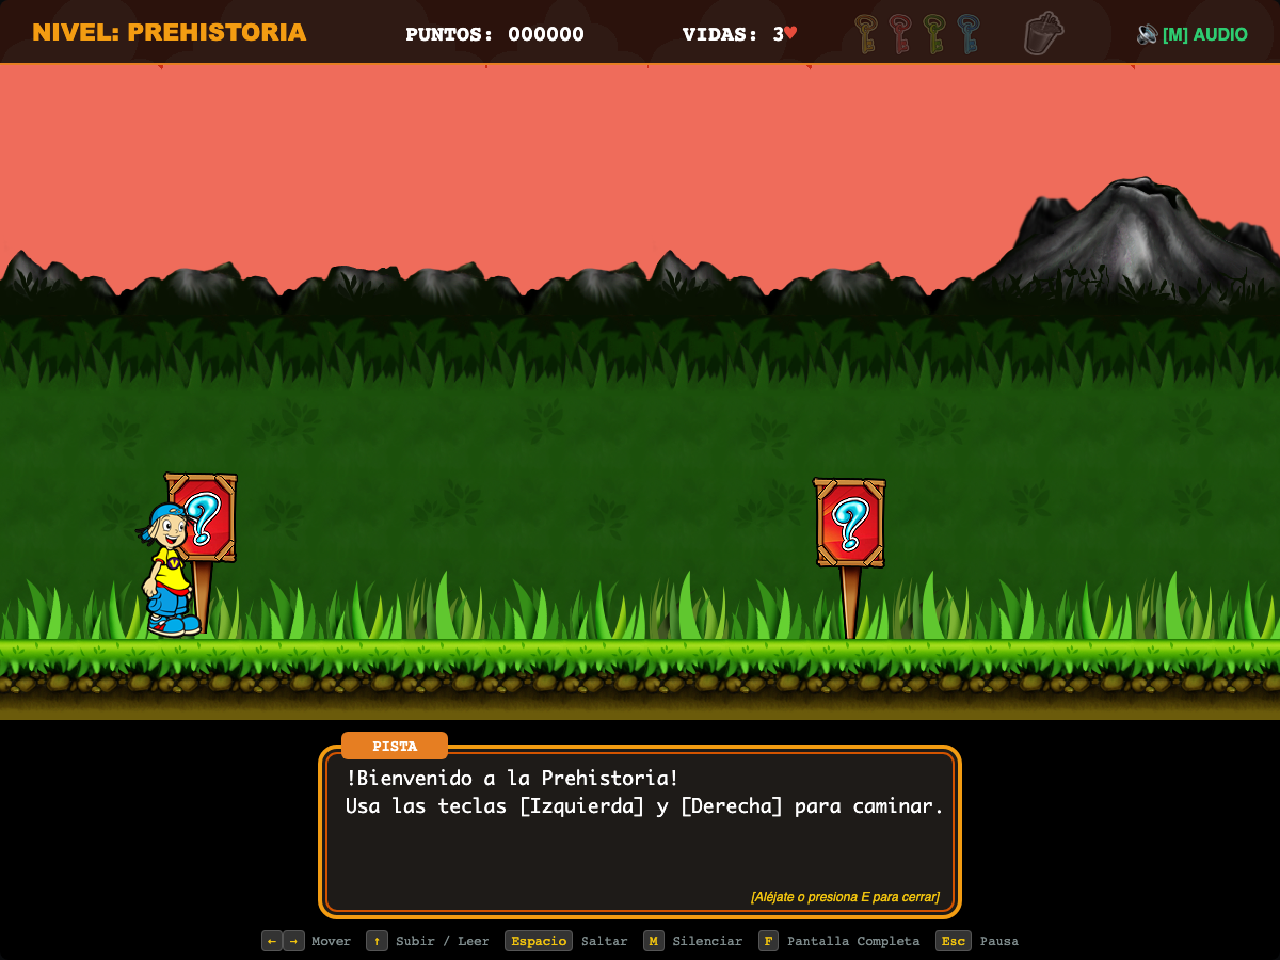 NIVEL: PREHISTORIA
PUNTOS: 000000
VIDAS: 3♥
[M] AUDIO
?
V
?
PISTA
!Bienvenido a la Prehistoria!
Usa las teclas [Izquierda] y [Derecha] para caminar.
[Aléjate o presiona E para cerrar]
← → Mover ↑ Subir / Leer Espacio Saltar M Silenciar F Pantalla Completa Esc Pausa